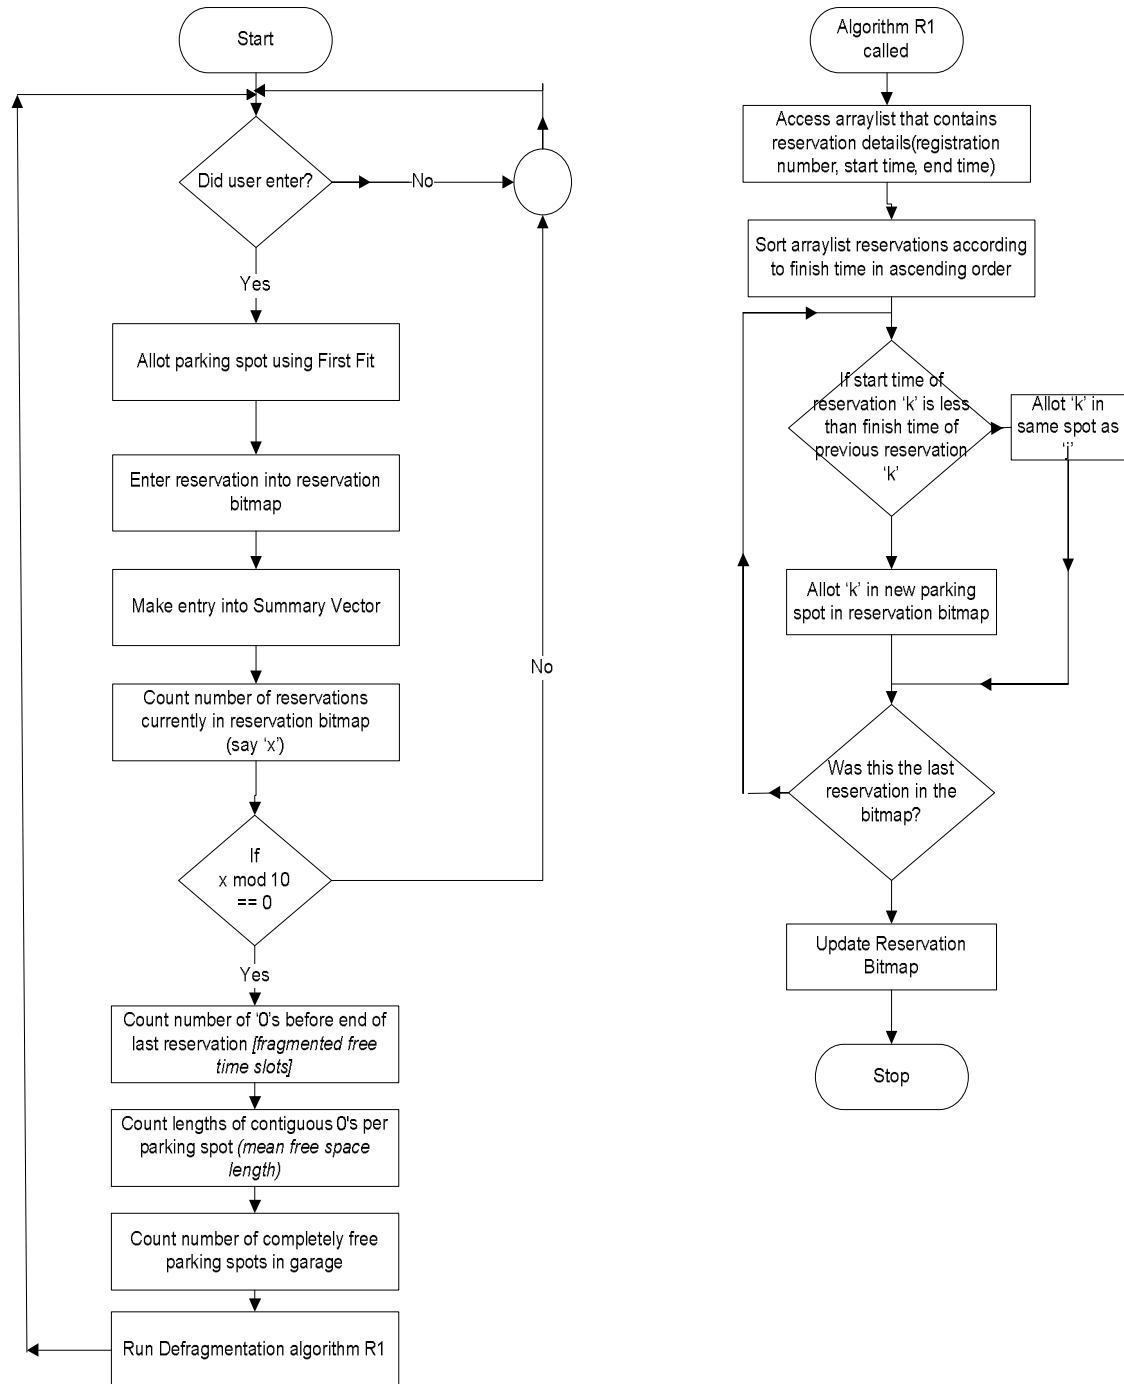 Start
Did user enter?
No
Yes
Allot parking spot using First Fit
Enter reservation into reservation
bitmap
Make entry into Summary Vector
Count number of reservations
currently in reservation bitmap
(say ‘x’)
If
x mod 10
== 0
No
Yes
Count number of ‘0’s before end of
last reservation [fragmented free
time slots]
Count lengths of contiguous 0's per
parking spot (mean free space
length)
Count number of completely free
parking spots in garage
Run Defragmentation algorithm R1
Algorithm R1
called
Access arraylist that contains
reservation details(registration
number, start time, end time)
Sort arraylist reservations according
to finish time in ascending order
If start time of
reservation ‘k’ is less
than finish time of
previous reservation
‘k’
Allot ‘k’ in
same spot as
‘j’
Allot ‘k’ in new parking
spot in reservation bitmap
Was this the last
reservation in the
bitmap?
Update Reservation
Bitmap
Stop